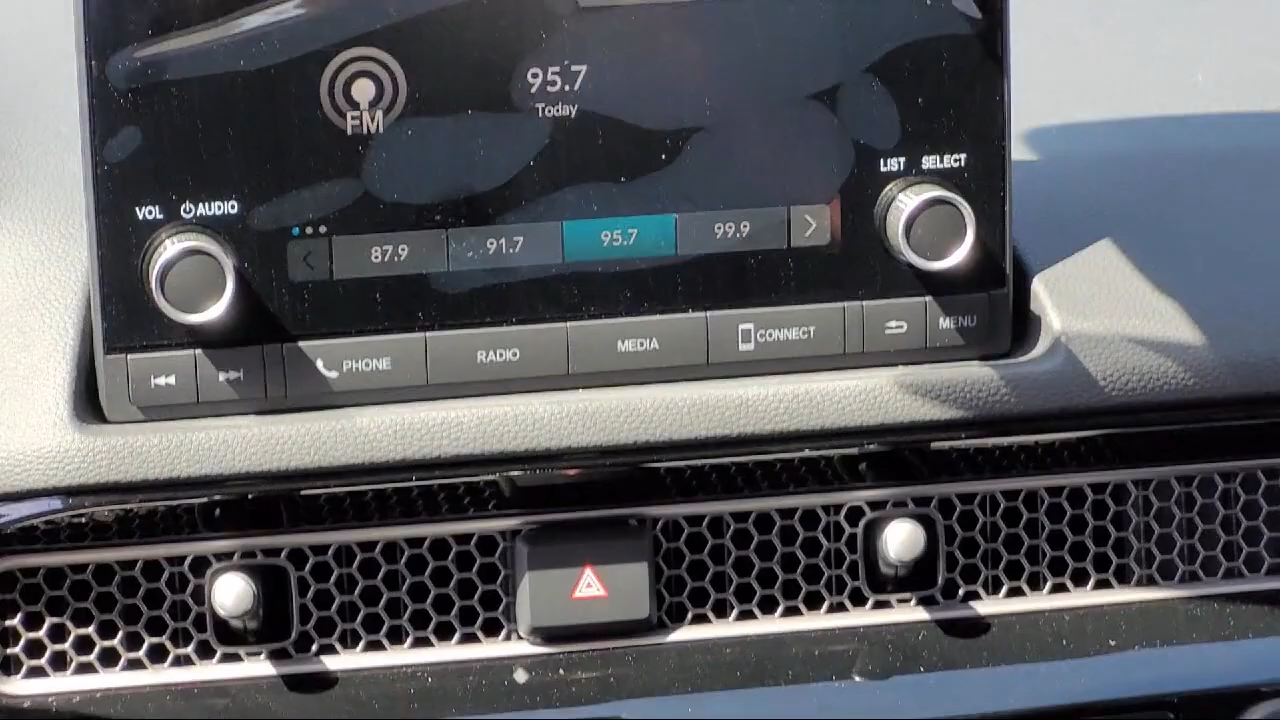 95.7
Today
FM
LIST SELECT
VOL AUDIO
87.9 91.7 95.7 99.9
PHONE RADIO MEDIA CONNECT MENU